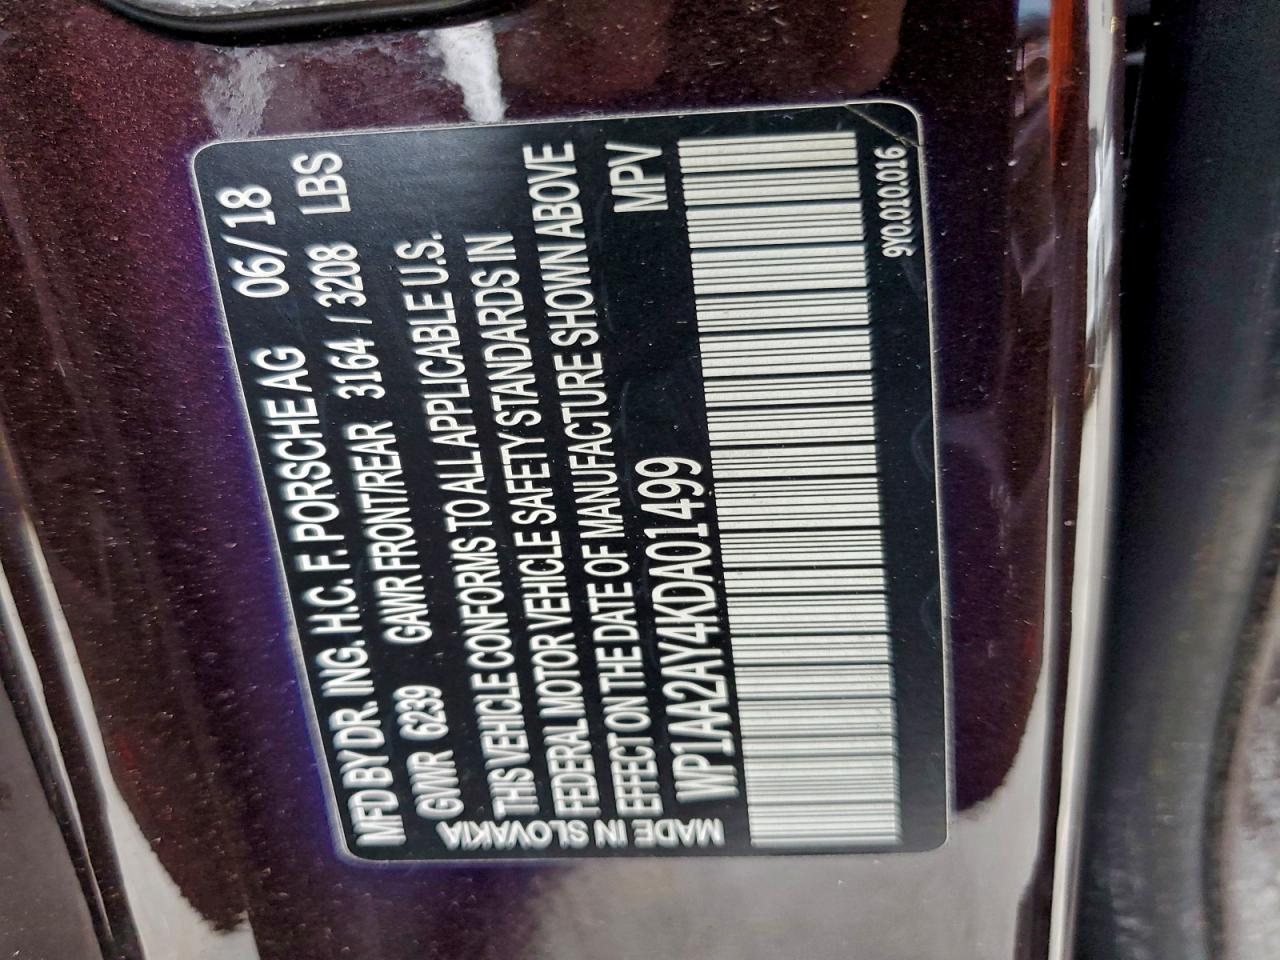 MFD BY DR. ING. H.C. F. PORSCHE AG 06/18
GVWR 6239 GAWR FRONT/REAR 3164 / 3208 LBS
THIS VEHICLE CONFORMS TO ALL APPLICABLE U.S.
FEDERAL MOTOR VEHICLE SAFETY STANDARDS IN
EFFECT ON THE DATE OF MANUFACTURE SHOWN ABOVE
WP1AA2AY4KDA01499 MPV
MADE IN SLOVAKIA
9Y0.010.016